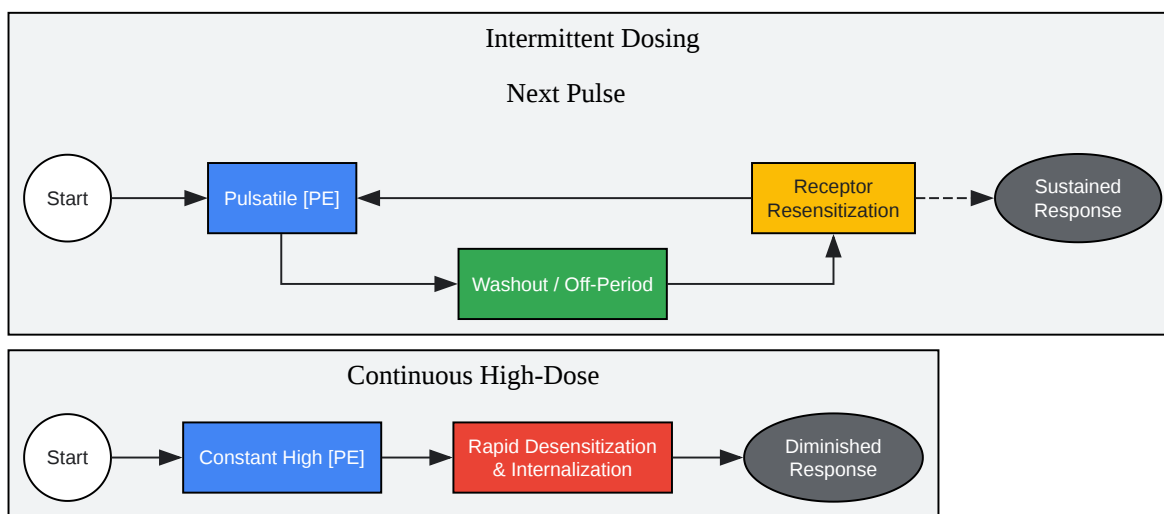 Intermittent Dosing
Next Pulse
Start
Pulsatile [PE]
Receptor
Resensitization
Sustained
Response
Washout / Off-Period
Continuous High-Dose
Start
Constant High [PE]
Rapid Desensitization
& Internalization
Diminished
Response